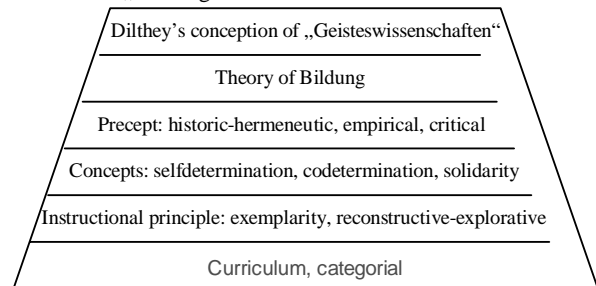 Dilthey’s conception of „Geisteswissenschaften“
Theory of Bildung
Precept: historic-hermeneutic, empirical, critical
Concepts: selfdetermination, codetermination, solidarity
Instructional principle: exemplarity, reconstructive-explorative
Curriculum, categorial